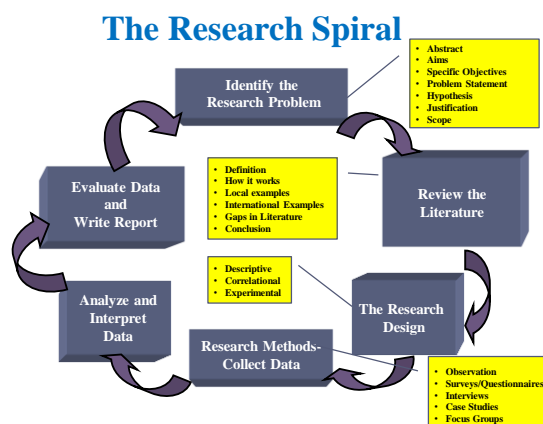 The Research Spiral
Identify the
Research Problem
• Abstract
• Aims
• Specific Objectives
• Problem Statement
• Hypothesis
• Justification
• Scope
Review the
Literature
• Definition
• How it works
• Local examples
• International Examples
• Gaps in Literature
• Conclusion
The Research
Design
• Descriptive
• Correlational
• Experimental
Research Methods-
Collect Data
• Observation
• Surveys/Questionnaires
• Interviews
• Case Studies
• Focus Groups
Analyze and
Interpret
Data
Evaluate Data
and
Write Report